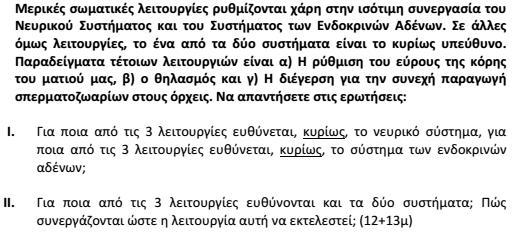 Μερικές σωματικές λειτουργίες ρυθμίζονται χάρη στην ισότιμη συνεργασία του
Νευρικού Συστήματος και του Συστήματος των Ενδοκρινών Αδένων. Σε άλλες
όμως λειτουργίες, το ένα από τα δύο συστήματα είναι το κυρίως υπεύθυνο.
Παραδείγματα τέτοιων λειτουργιών είναι α) Η ρύθμιση του εύρους της κόρης
του ματιού μας, β) ο θηλασμός και γ) Η διέγερση για την συνεχή παραγωγή
σπερματοζωαρίων στους όρχεις. Να απαντήσετε στις ερωτήσεις:
I. Για ποια από τις 3 λειτουργίες ευθύνεται, κυρίως, το νευρικό σύστημα, για
ποια από τις 3 λειτουργίες ευθύνεται, κυρίως, το σύστημα των ενδοκρινών
αδένων;
II. Για ποια από τις 3 λειτουργίες ευθύνονται και τα δύο συστήματα; Πώς
συνεργάζονται ώστε η λειτουργία αυτή να εκτελεστεί; (12+13μ)